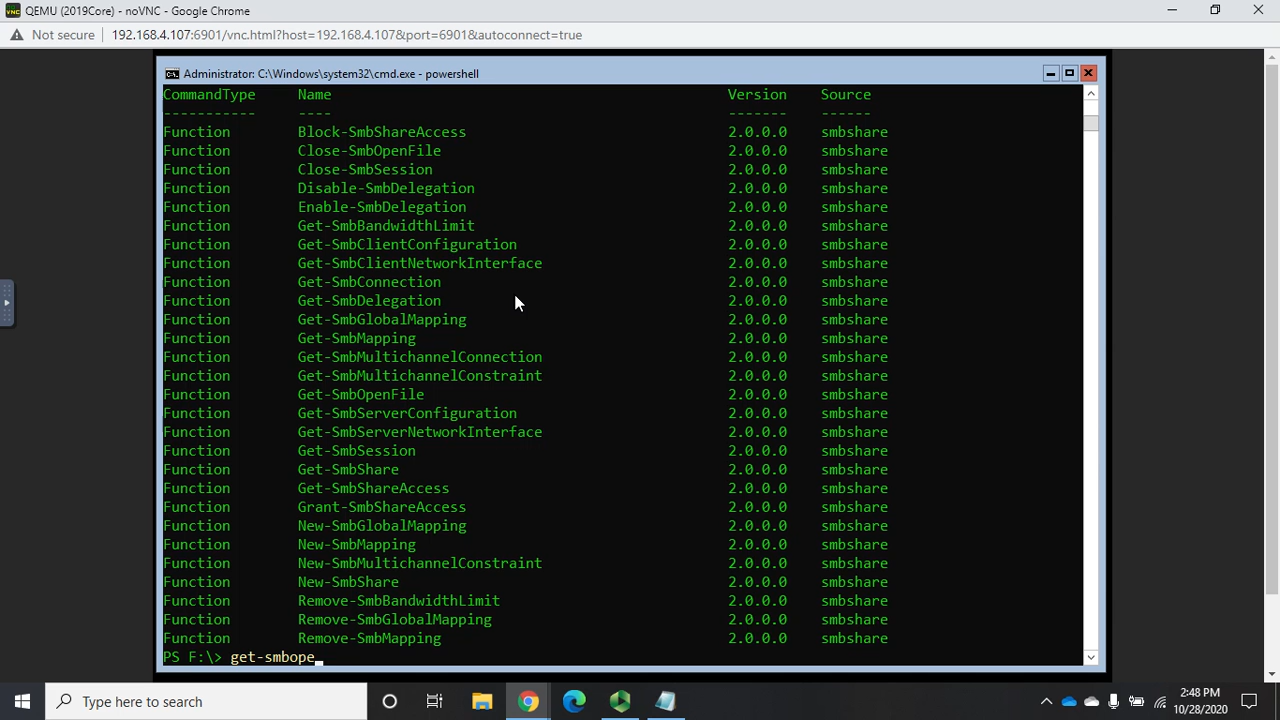 QEMU (2019Core) - noVNC - Google Chrome
Not secure 192.168.4.107:6901/vnc.html?host=192.168.4.107&port=6901&autoconnect=true
Administrator: C:\Windows\system32\cmd.exe - powershell
CommandType Name Version Source
----------- ---- ------- ------
Function Block-SmbShareAccess 2.0.0.0 smbshare
Function Close-SmbOpenFile 2.0.0.0 smbshare
Function Close-SmbSession 2.0.0.0 smbshare
Function Disable-SmbDelegation 2.0.0.0 smbshare
Function Enable-SmbDelegation 2.0.0.0 smbshare
Function Get-SmbBandwidthLimit 2.0.0.0 smbshare
Function Get-SmbClientConfiguration 2.0.0.0 smbshare
Function Get-SmbClientNetworkInterface 2.0.0.0 smbshare
Function Get-SmbConnection 2.0.0.0 smbshare
Function Get-SmbDelegation 2.0.0.0 smbshare
Function Get-SmbGlobalMapping 2.0.0.0 smbshare
Function Get-SmbMapping 2.0.0.0 smbshare
Function Get-SmbMultichannelConnection 2.0.0.0 smbshare
Function Get-SmbMultichannelConstraint 2.0.0.0 smbshare
Function Get-SmbOpenFile 2.0.0.0 smbshare
Function Get-SmbServerConfiguration 2.0.0.0 smbshare
Function Get-SmbServerNetworkInterface 2.0.0.0 smbshare
Function Get-SmbSession 2.0.0.0 smbshare
Function Get-SmbShare 2.0.0.0 smbshare
Function Get-SmbShareAccess 2.0.0.0 smbshare
Function Grant-SmbShareAccess 2.0.0.0 smbshare
Function New-SmbGlobalMapping 2.0.0.0 smbshare
Function New-SmbMapping 2.0.0.0 smbshare
Function New-SmbMultichannelConstraint 2.0.0.0 smbshare
Function New-SmbShare 2.0.0.0 smbshare
Function Remove-SmbBandwidthLimit 2.0.0.0 smbshare
Function Remove-SmbGlobalMapping 2.0.0.0 smbshare
Function Remove-SmbMapping 2.0.0.0 smbshare
PS F:\> get-smbope_
Type here to search
2:48 PM
10/28/2020